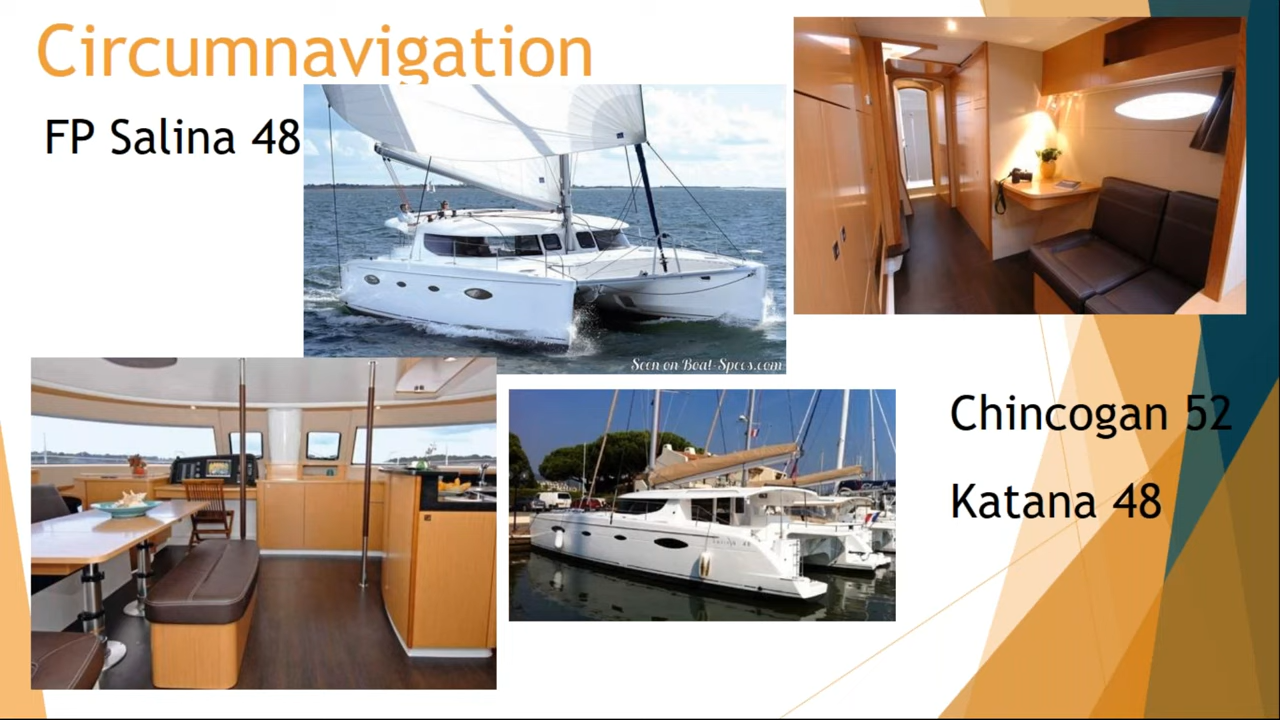 Circumnavigation
FP Salina 48
Seen on Boat-Specs.com
Chincogan 52
Katana 48